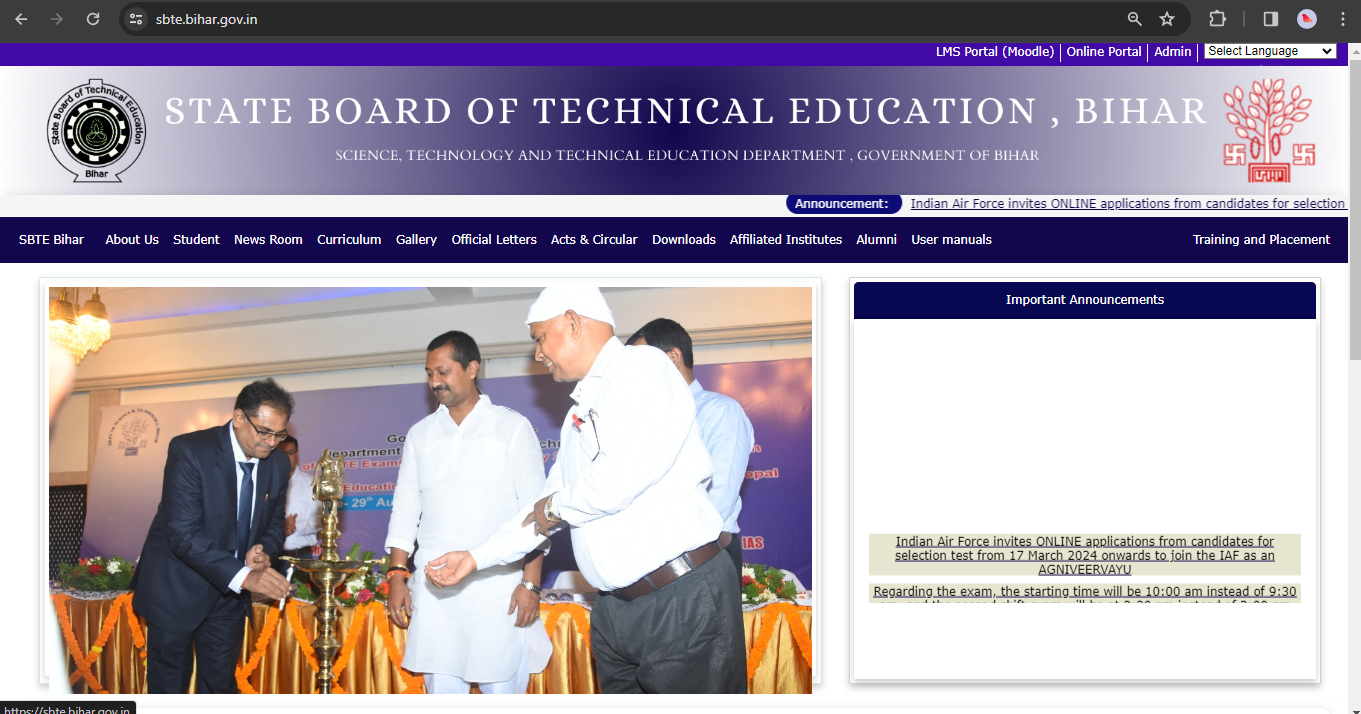 sbte.bihar.gov.in
LMS Portal (Moodle) Online Portal Admin Select Language
State Board of Technical Education
Bihar
STATE BOARD OF TECHNICAL EDUCATION , BIHAR
SCIENCE, TECHNOLOGY AND TECHNICAL EDUCATION DEPARTMENT , GOVERNMENT OF BIHAR
Announcement: Indian Air Force invites ONLINE applications from candidates for selection
SBTE Bihar About Us Student News Room Curriculum Gallery Official Letters Acts & Circular Downloads Affiliated Institutes Alumni User manuals Training and Placement
Important Announcements
Indian Air Force invites ONLINE applications from candidates for
selection test from 17 March 2024 onwards to join the IAF as an
AGNIVEERVAYU
Regarding the exam, the starting time will be 10:00 am instead of 9:30
https://sbte.bihar.gov.in